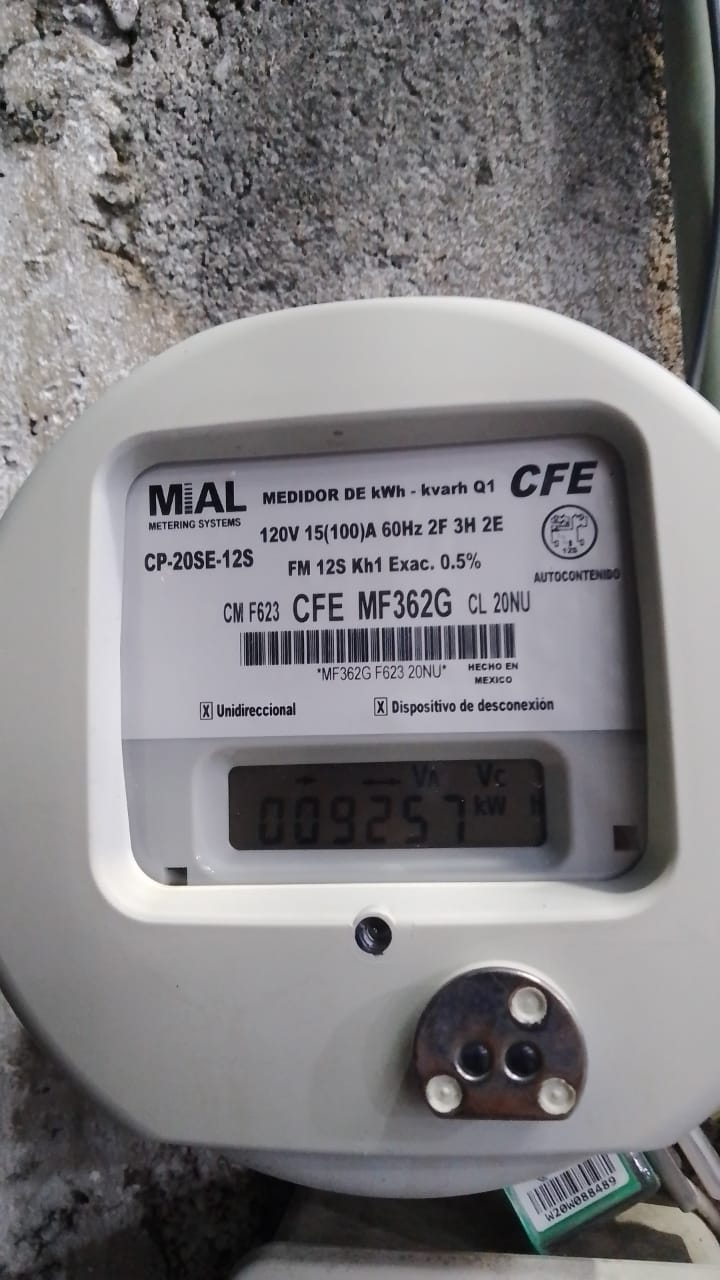 MIAL
METERING SYSTEMS
MEDIDOR DE kWh - kvarh Q1
CFE
120V 15(100)A 60Hz 2F 3H 2E
CP-20SE-12S
FM 12S Kh1 Exac. 0.5%
12S
AUTOCONTENIDO
CM F623 CFE MF362G CL 20NU
*MF362G F623 20NU*
HECHO EN
MEXICO
X Unidireccional
X Dispositivo de desconexión
VA VC
009257 kW h
W20W088489